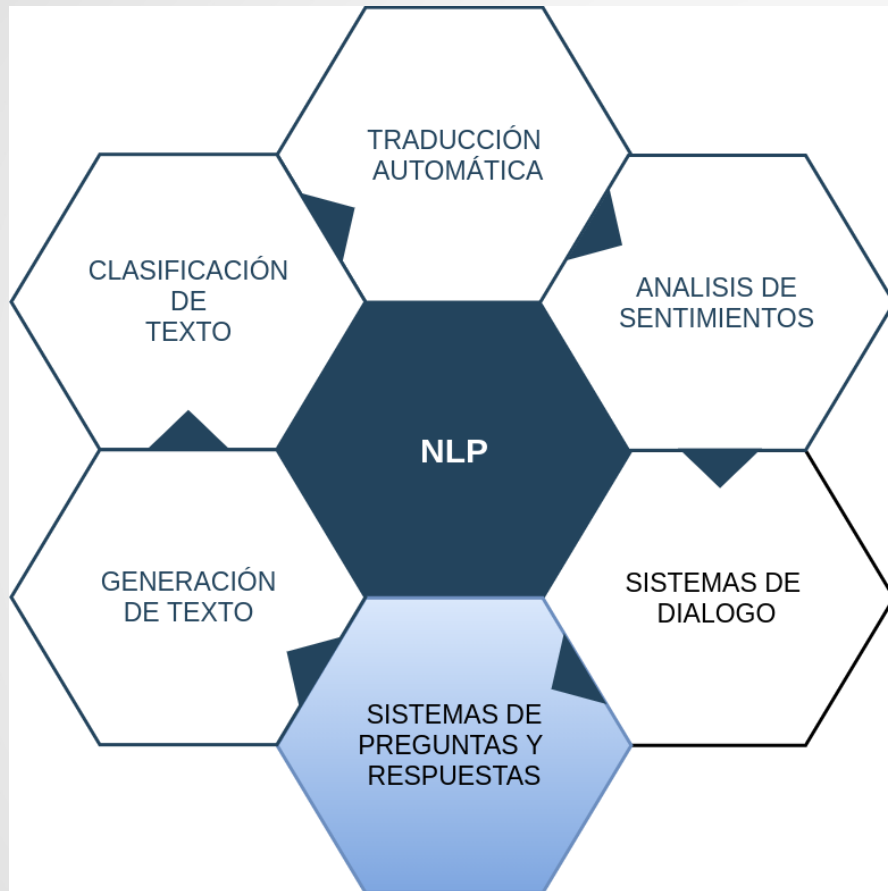 TRADUCCIÓN
AUTOMÁTICA
CLASIFICACIÓN
DE
TEXTO
ANALISIS DE
SENTIMIENTOS
NLP
GENERACIÓN
DE TEXTO
SISTEMAS DE
DIALOGO
SISTEMAS DE
PREGUNTAS Y
RESPUESTAS